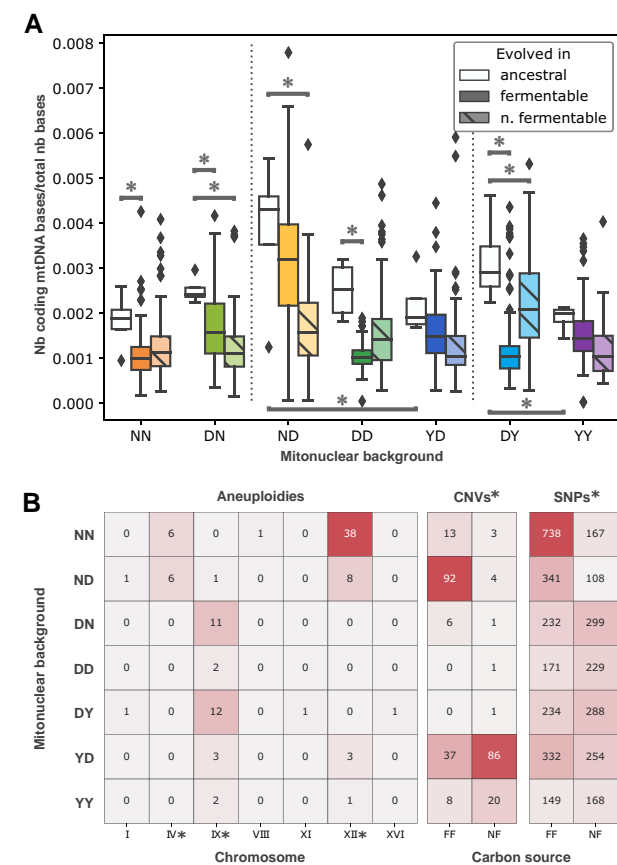 A
Nb coding mtDNA bases/total nb bases
0.008
0.007
0.006
0.005
0.004
0.003
0.002
0.001
0.000
Evolved in
ancestral
fermentable
n. fermentable
* * * * * * * * *
NN DN ND DD YD DY YY
Mitonuclear background
B
Aneuploidies CNVs* SNPs*
Mitonuclear background
NN 0 6 0 1 0 38 0 13 3 738 167
ND 1 6 1 0 0 8 0 92 4 341 108
DN 0 0 11 0 0 0 0 6 1 232 299
DD 0 0 2 0 0 0 0 0 1 171 229
DY 1 0 12 0 1 0 1 0 1 234 288
YD 0 0 3 0 0 3 0 37 86 332 254
YY 0 0 2 0 0 1 0 8 20 149 168
I IV* IX* VIII XI XII* XVI FF NF FF NF
Chromosome Carbon source